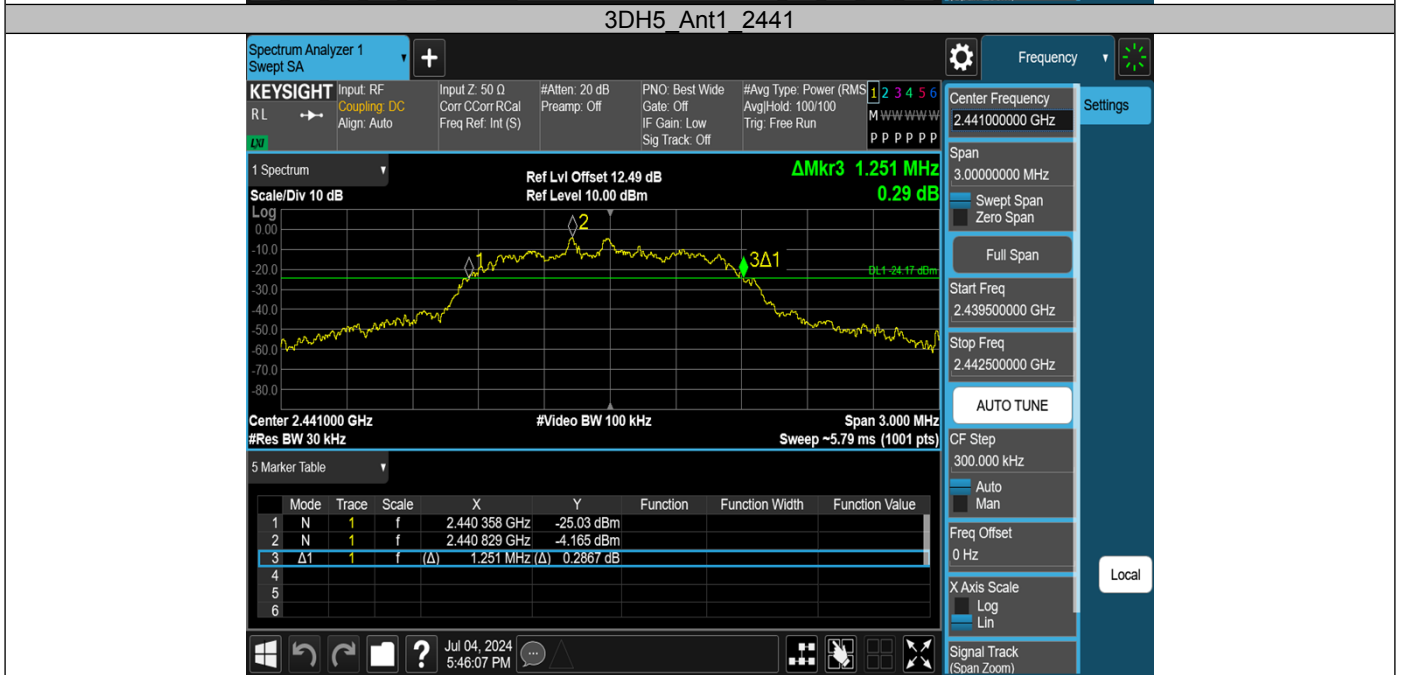 3DH5_Ant1_2441
Spectrum Analyzer 1
Swept SA
+
Frequency
KEYSIGHT
RL
LXI
Input: RF
Coupling: DC
Align: Auto
Input Z: 50 Ω
Corr CCorr RCal
Freq Ref: Int (S)
#Atten: 20 dB
Preamp: Off
PNO: Best Wide
Gate: Off
IF Gain: Low
Sig Track: Off
#Avg Type: Power (RMS
Avg|Hold: 100/100
Trig: Free Run
1 2 3 4 5 6
M W W W W W
P P P P P P
1 Spectrum
Scale/Div 10 dB
Ref Lvl Offset 12.49 dB
Ref Level 10.00 dBm
ΔMkr3 1.251 MHz
0.29 dB
Log
0.00
-10.0
-20.0
-30.0
-40.0
-50.0
-60.0
-70.0
-80.0
1
2
3Δ1
DL1 -24.17 dBm
Center 2.441000 GHz
#Video BW 100 kHz
Span 3.000 MHz
#Res BW 30 kHz
Sweep ~5.79 ms (1001 pts)
5 Marker Table
Mode Trace Scale X Y Function Function Width Function Value
1 N 1 f 2.440 358 GHz -25.03 dBm
2 N 1 f 2.440 829 GHz -4.165 dBm
3 Δ1 1 f (Δ) 1.251 MHz (Δ) 0.2867 dB
4
5
6
?
Jul 04, 2024
5:46:07 PM
Center Frequency
2.441000000 GHz
Settings
Span
3.00000000 MHz
Swept Span
Zero Span
Full Span
Start Freq
2.439500000 GHz
Stop Freq
2.442500000 GHz
AUTO TUNE
CF Step
300.000 kHz
Auto
Man
Freq Offset
0 Hz
X Axis Scale
Log
Lin
Signal Track
(Span Zoom)
Local